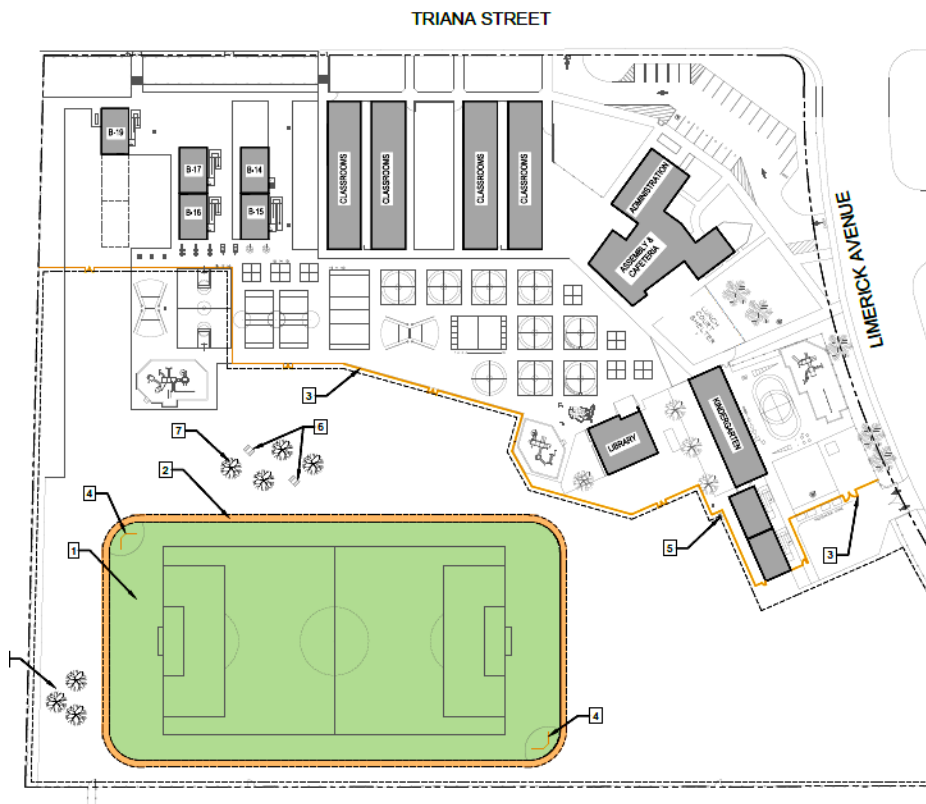 TRIANA STREET
B-19
B-17
B-16
B-14
B-15
CLASSROOMS
CLASSROOMS
CLASSROOMS
CLASSROOMS
ADMINISTRATION
ASSEMBLY &
CAFETERIA
LIMERICK AVENUE
KINDERGARTEN
LIBRARY
3
7
6
2
4
1
5
3
4